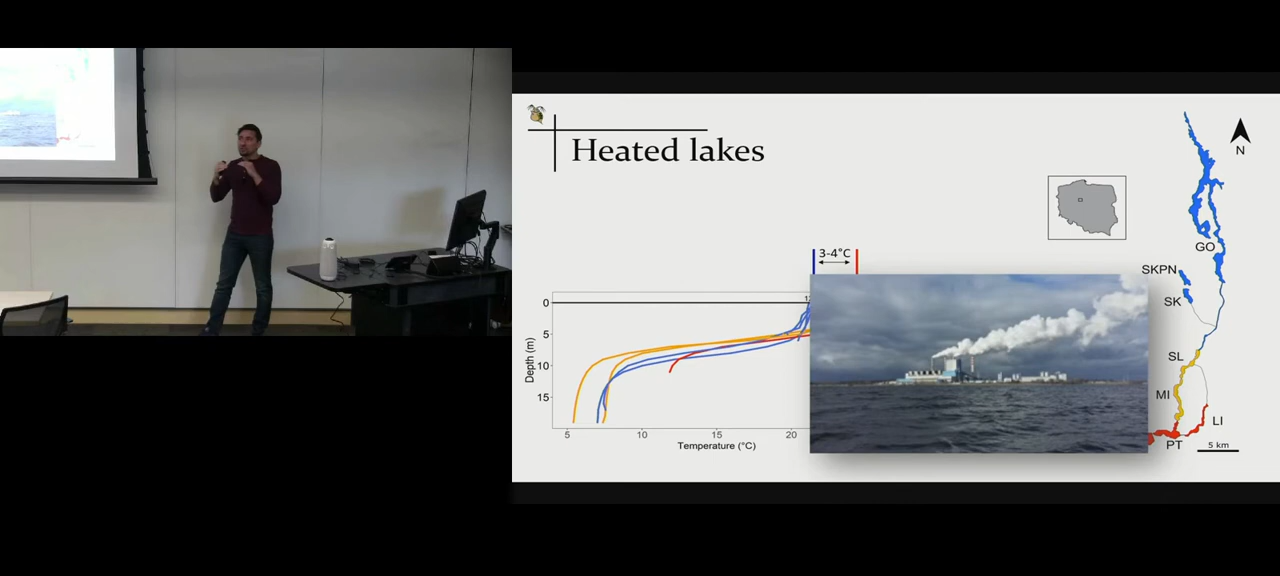 Heated lakes
N
3-4°C
GO
SKPN
SK
SL
MI
LI
PT
5 km
0
5
10
15
Depth (m)
5
10
15
20
Temperature (°C)